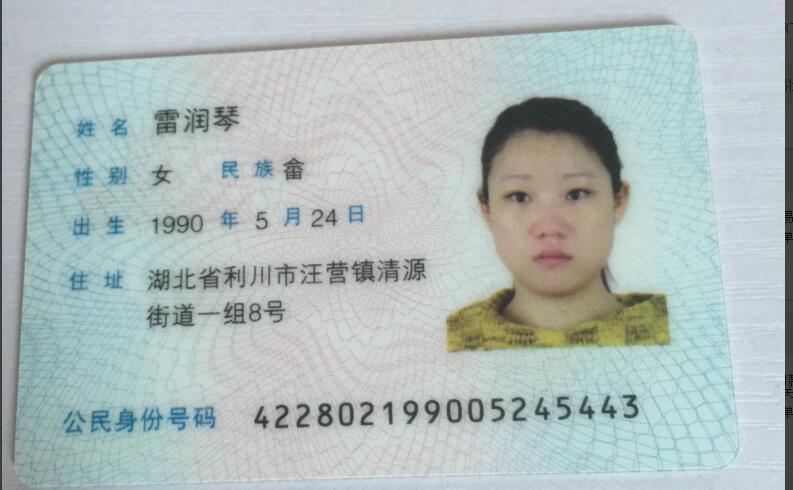 姓名 雷润琴
性别 女 民族 畲
出生 1990 年 5 月 24 日
住址 湖北省利川市汪营镇清源
街道一组8号
公民身份号码 422802199005245443